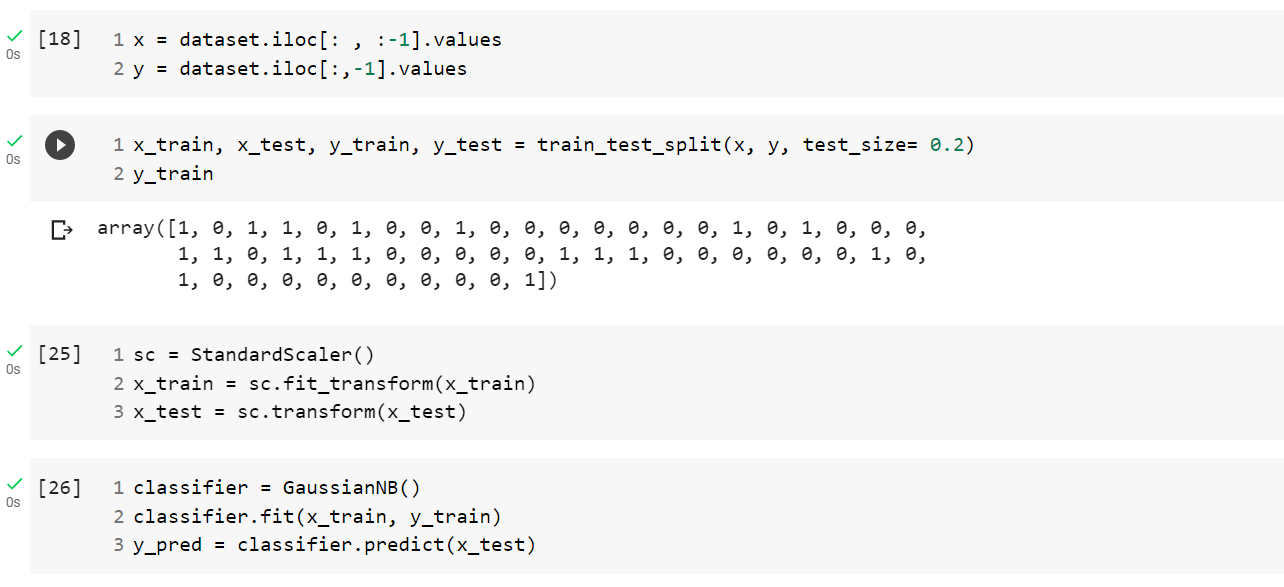 [18] 1 x = dataset.iloc[: , :-1].values
0s 2 y = dataset.iloc[:,-1].values
1 x_train, x_test, y_train, y_test = train_test_split(x, y, test_size= 0.2)
0s 2 y_train
array([1, 0, 1, 1, 0, 1, 0, 0, 1, 0, 0, 0, 0, 0, 0, 0, 1, 0, 1, 0, 0, 0,
1, 1, 0, 1, 1, 1, 0, 0, 0, 0, 0, 1, 1, 1, 0, 0, 0, 0, 0, 0, 1, 0,
1, 0, 0, 0, 0, 0, 0, 0, 0, 0, 1])
[25] 1 sc = StandardScaler()
0s 2 x_train = sc.fit_transform(x_train)
3 x_test = sc.transform(x_test)
[26] 1 classifier = GaussianNB()
0s 2 classifier.fit(x_train, y_train)
3 y_pred = classifier.predict(x_test)